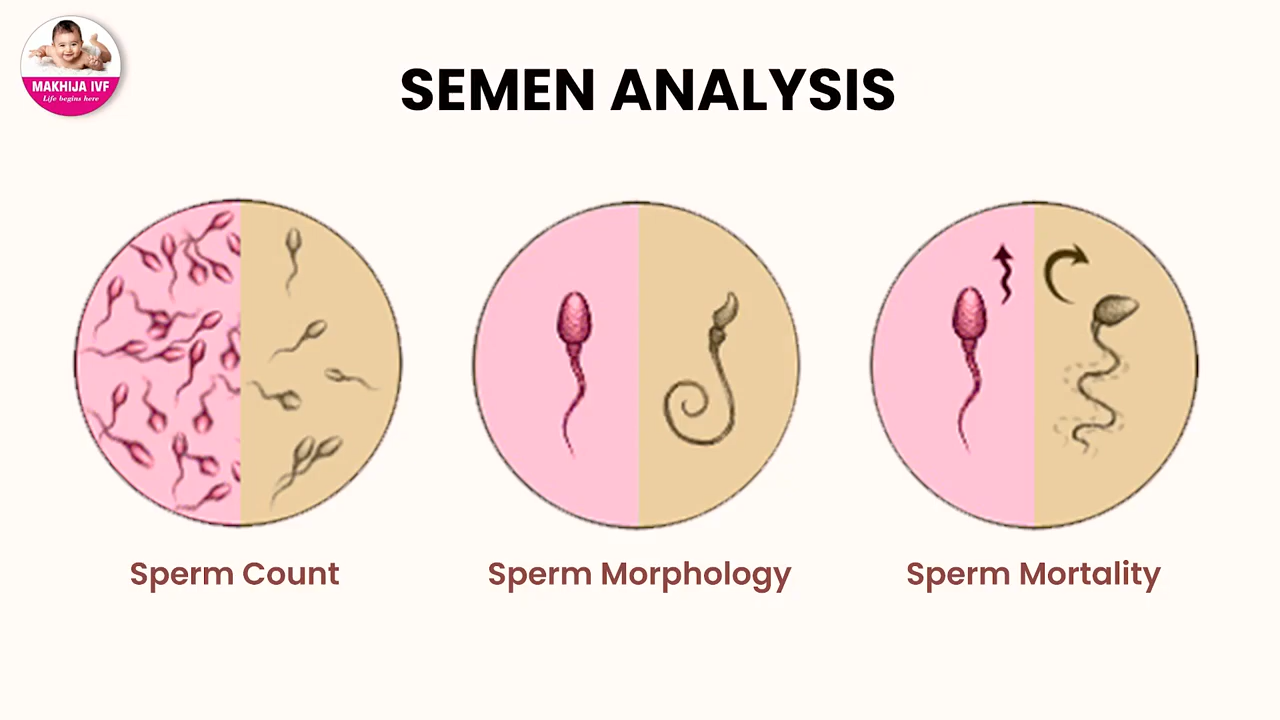 MAKHIJA IVF
Life begins here
SEMEN ANALYSIS
Sperm Count
Sperm Morphology
Sperm Mortality